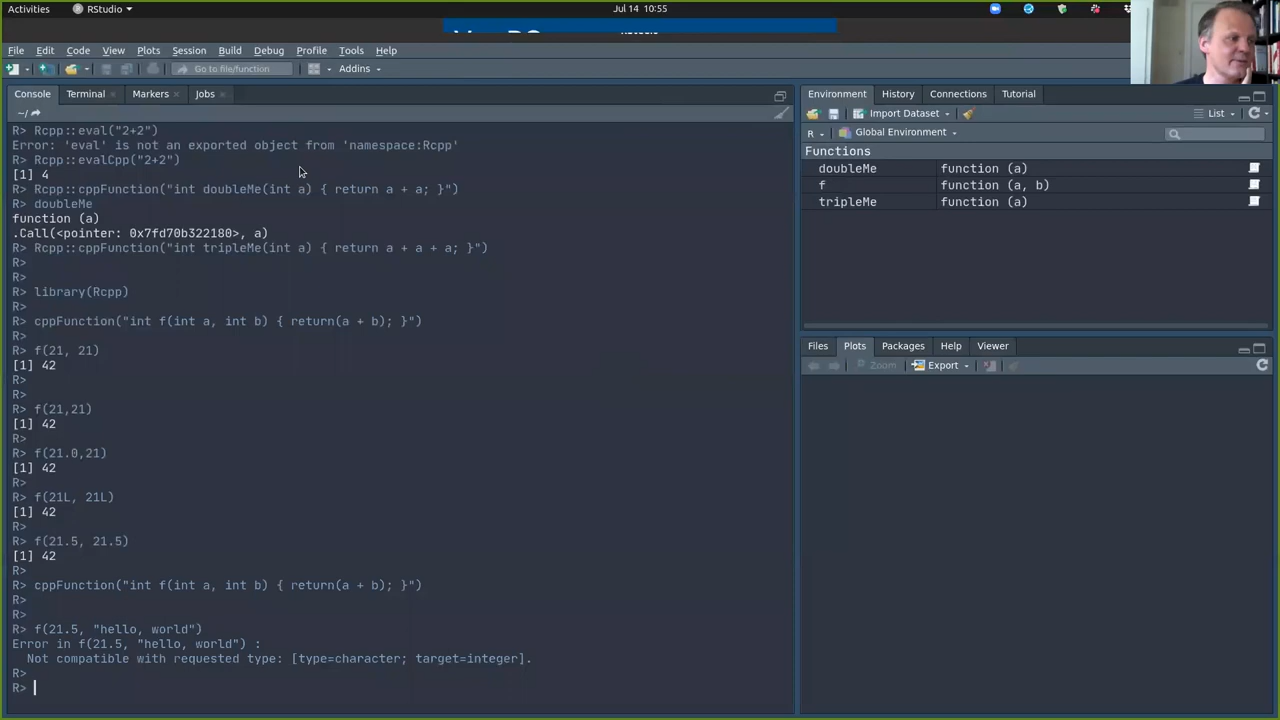 Activities
RStudio
Jul 14 10:55
File Edit Code View Plots Session Build Debug Profile Tools Help
Go to file/function
Addins
Console Terminal Markers Jobs
~/
R> Rcpp::eval("2+2")
Error: 'eval' is not an exported object from 'namespace:Rcpp'
R> Rcpp::evalCpp("2+2")
[1] 4
R> Rcpp::cppFunction("int doubleMe(int a) { return a + a; }")
R> doubleMe
function (a)
.Call(<pointer: 0x7fd70b322180>, a)
R> Rcpp::cppFunction("int tripleMe(int a) { return a + a + a; }")
R>
R>
R> library(Rcpp)
R>
R> cppFunction("int f(int a, int b) { return(a + b); }")
R>
R> f(21, 21)
[1] 42
R>
R>
R> f(21,21)
[1] 42
R>
R> f(21.0,21)
[1] 42
R>
R> f(21L, 21L)
[1] 42
R>
R> f(21.5, 21.5)
[1] 42
R>
R> cppFunction("int f(int a, int b) { return(a + b); }")
R>
R>
R> f(21.5, "hello, world")
Error in f(21.5, "hello, world") :
Not compatible with requested type: [type=character; target=integer].
R>
R>
Environment History Connections Tutorial
Import Dataset
List
R
Global Environment
Functions
doubleMe function (a)
f function (a, b)
tripleMe function (a)
Files Plots Packages Help Viewer
Zoom Export